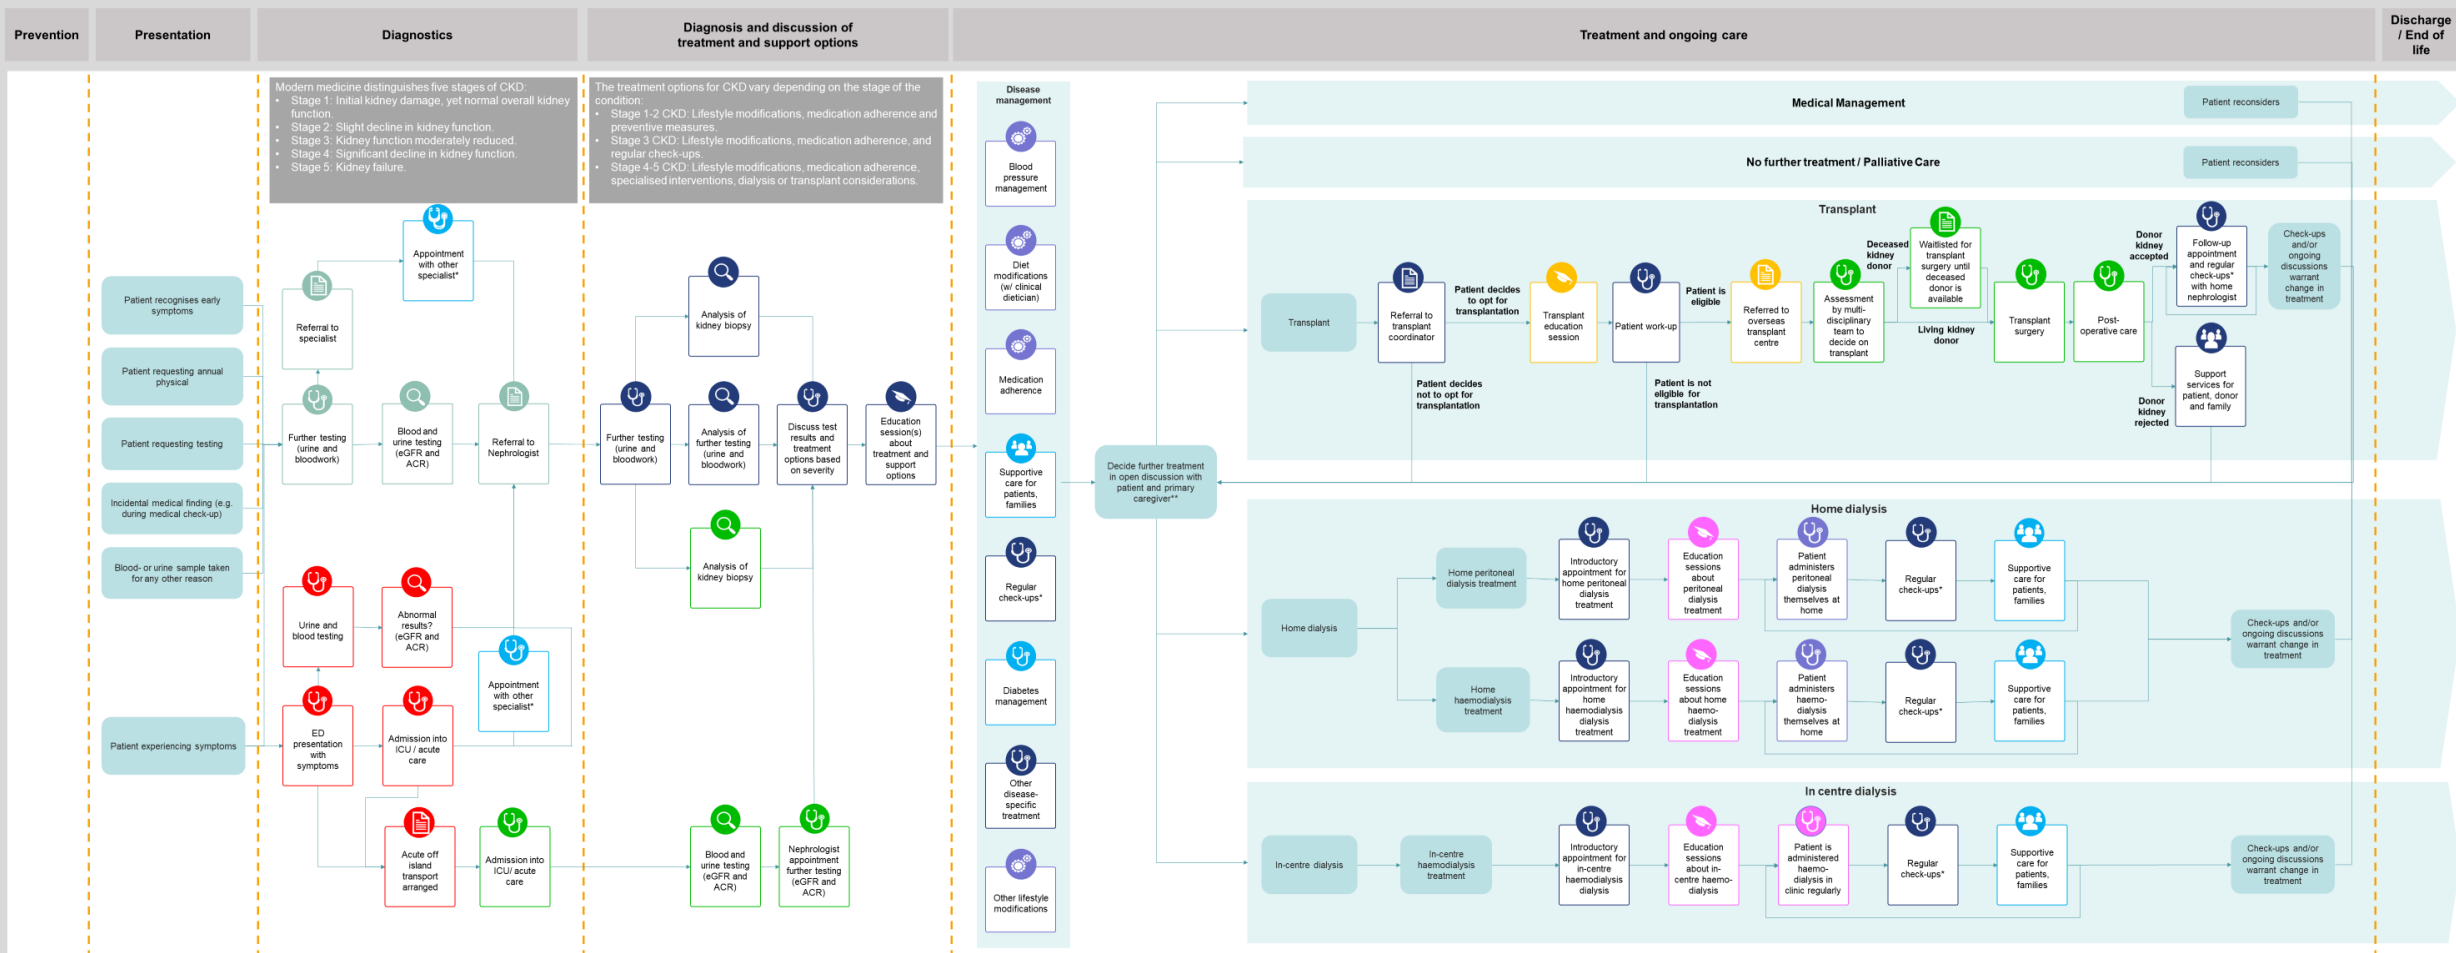 Prevention
Presentation
Diagnostics
Diagnosis and discussion of
treatment and support options
Treatment and ongoing care
Discharge
/ End of
life
Modern medicine distinguishes five stages of CKD:
• Stage 1: Initial kidney damage, yet normal overall kidney
function.
• Stage 2: Slight decline in kidney function.
• Stage 3: Kidney function moderately reduced.
• Stage 4: Significant decline in kidney function.
• Stage 5: Kidney failure.
The treatment options for CKD vary depending on the stage of the
condition:
• Stage 1-2 CKD: Lifestyle modifications, medication adherence and
preventive measures.
• Stage 3 CKD: Lifestyle modifications, medication adherence, and
regular check-ups.
• Stage 4-5 CKD: Lifestyle modifications, medication adherence,
specialised interventions, dialysis or transplant considerations.
Patient recognises early
symptoms
Patient requesting annual
physical
Patient requesting testing
Incidental medical finding (e.g.
during medical check-up)
Blood- or urine sample taken
for any other reason
Patient experiencing symptoms
Appointment
with other
specialist*
Referral to
specialist
Further testing
(urine and
bloodwork)
Blood and
urine testing
(eGFR and
ACR)
Referral to
Nephrologist
Urine and
blood testing
Abnormal
results?
(eGFR and
ACR)
Appointment
with other
specialist*
ED
presentation
with
symptoms
Admission into
ICU / acute
care
Acute off
island
transport
arranged
Admission into
ICU/ acute
care
Analysis of
kidney biopsy
Further testing
(urine and
bloodwork)
Analysis of
further testing
(urine and
bloodwork)
Discuss test
results and
treatment
options based
on severity
Education
session(s)
about
treatment and
support
options
Analysis of
kidney biopsy
Blood and
urine testing
(eGFR and
ACR)
Nephrologist
appointment
further testing
(eGFR and
ACR)
Disease
management
Blood
pressure
management
Diet
modifications
(w/ clinical
dietician)
Medication
adherence
Supportive
care for
patients,
families
Regular
check-ups*
Diabetes
management
Other
disease-
specific
treatment
Other lifestyle
modifications
Decide further treatment
in open discussion with
patient and primary
caregiver**
Medical Management
Patient reconsiders
No further treatment / Palliative Care
Patient reconsiders
Transplant
Transplant
Referral to
transplant
coordinator
Patient decides
to opt for
transplantation
Patient decides
not to opt for
transplantation
Transplant
education
session
Patient work-up
Patient is
eligible
Patient is not
eligible for
transplantation
Referred to
overseas
transplant
centre
Assessment
by multi-
disciplinary
team to
decide on
transplant
Deceased
kidney
donor
Waitlisted for
transplant
surgery until
deceased
donor is
available
Living kidney
donor
Transplant
surgery
Post-
operative care
Donor
kidney
accepted
Follow-up
appointment
and regular
check-ups*
with home
nephrologist
Check-ups
and/or
ongoing
discussions
warrant
change in
treatment
Donor
kidney
rejected
Support
services for
patient, donor
and family
Home dialysis
Home dialysis
Home peritoneal
dialysis treatment
Introductory
appointment for
home peritoneal
dialysis
treatment
Education
sessions
about
peritoneal
dialysis
treatment
Patient
administers
peritoneal
dialysis
themselves at
home
Regular
check-ups*
Supportive
care for
patients,
families
Home
haemodialysis
treatment
Introductory
appointment for
home
haemodialysis
dialysis
treatment
Education
sessions
about home
haemo-
dialysis
treatment
Patient
administers
haemo-
dialysis
themselves at
home
Regular
check-ups*
Supportive
care for
patients,
families
Check-ups and/or
ongoing discussions
warrant change in
treatment
In centre dialysis
In-centre dialysis
In-centre
haemodialysis
treatment
Introductory
appointment for
in-centre
haemodialysis
dialysis
Education
sessions
about in-
centre haemo-
dialysis
Patient is
administered
haemo-
dialysis in
clinic regularly
Regular
check-ups*
Supportive
care for
patients,
families
Check-ups and/or
ongoing discussions
warrant change in
treatment